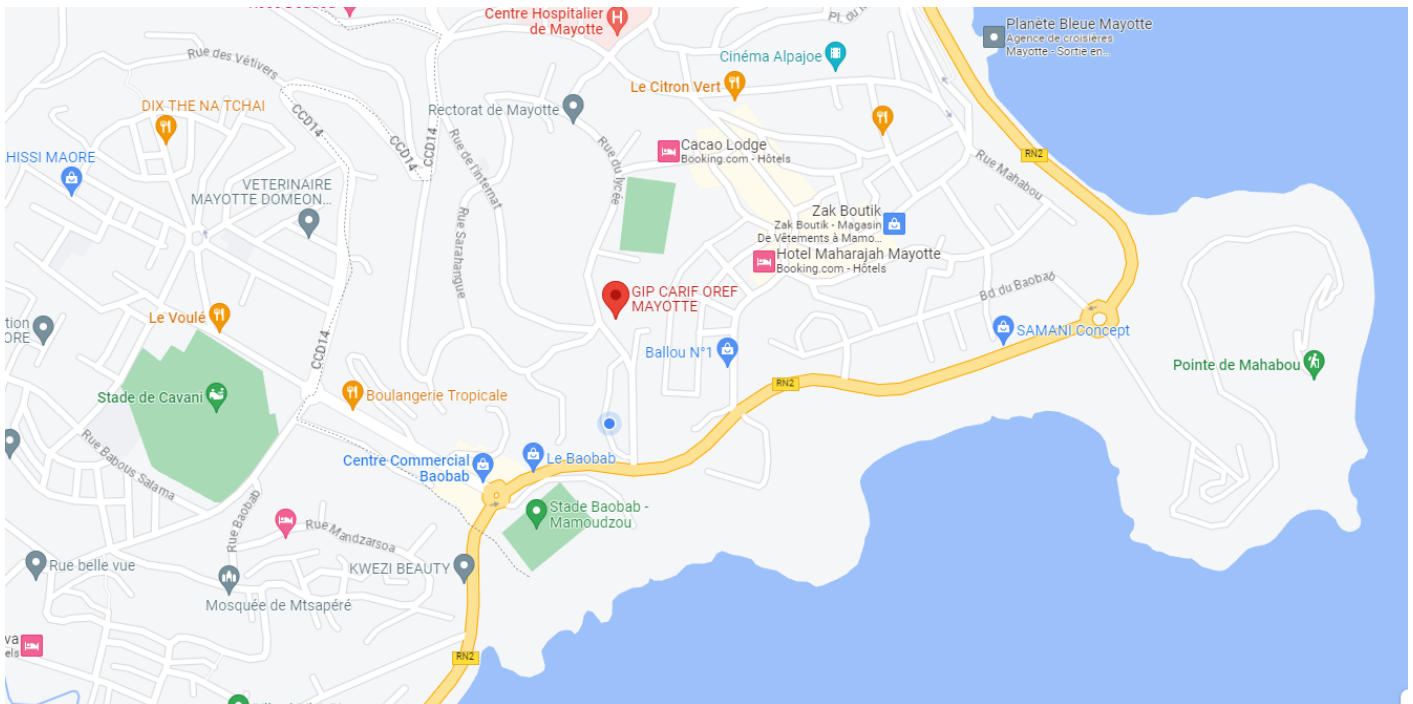 Centre Hospitalier
de Mayotte
Planète Bleue Mayotte
Agence de croisières
Mayotte - Sortie en...
Cinéma Alpajoe
Rue des Vétivers
Le Citron Vert
DIX THE NA TCHAI
CCD14
CCD14
CCD14
Rectorat de Mayotte
Rue de l'internat
Rue du lycée
Cacao Lodge
Booking.com - Hôtels
RN2
Rue Mahabou
HISSI MAORE
VETERINAIRE
MAYOTTE DOMEON...
Rue Sarahangue
Zak Boutik
Zak Boutik - Magasin
De Vêtements à Mamo...
Hotel Maharajah Mayotte
Booking.com - Hôtels
Bd du Baobab
GIP CARIF OREF
MAYOTTE
Le Voulé
CCD14
SAMANI Concept
Ballou N°1
Pointe de Mahabou
RN2
Stade de Cavani
Boulangerie Tropicale
Rue Babous Salama
Centre Commercial
Baobab
Le Baobab
Rue Baobab
Stade Baobab -
Mamoudzou
Rue Mandzarsoa
Rue belle vue
KWEZI BEAUTY
Mosquée de Mtsapéré
RN2